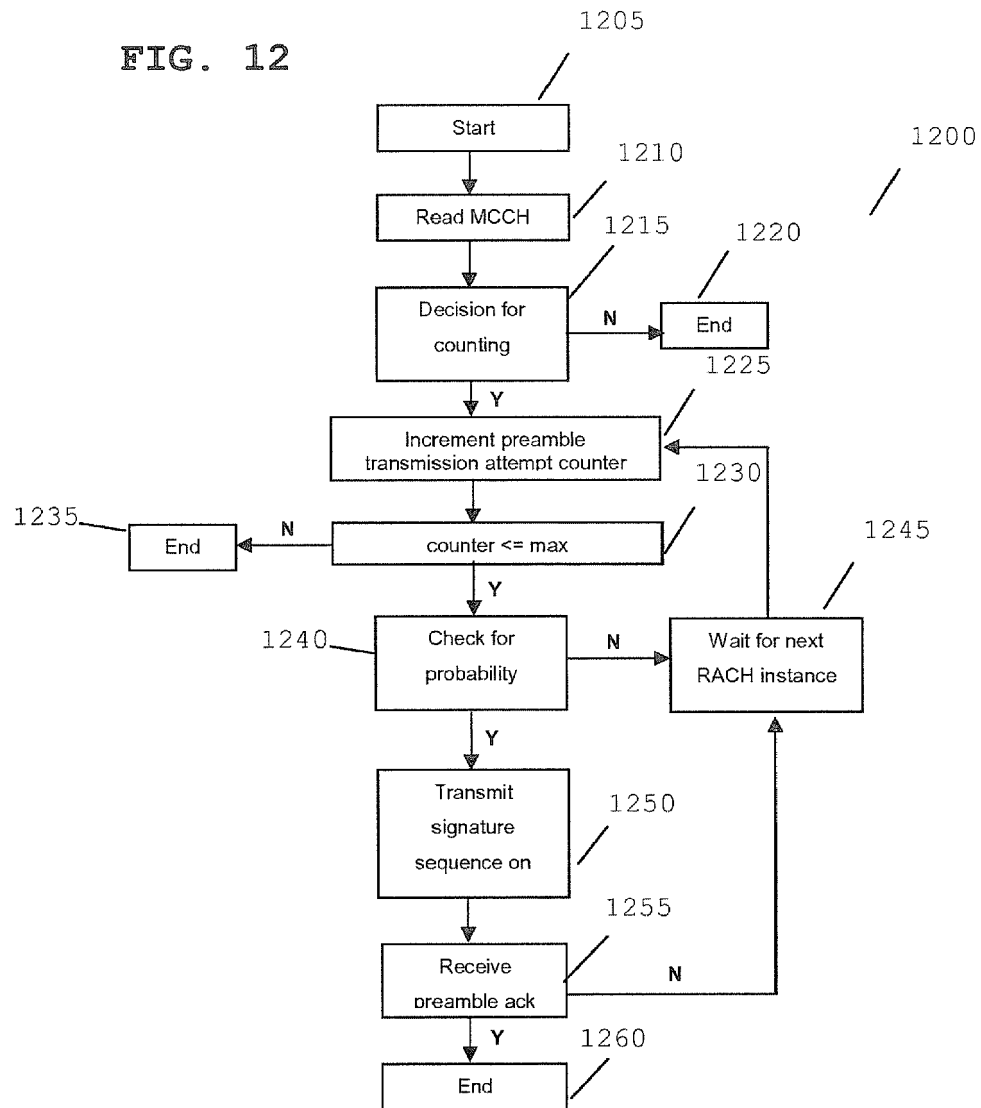 FIG. 12
1205
Start
1200
1210
Read MCCH
1215
1220
Decision for
counting
N
End
1225
Y
Increment preamble
transmission attempt counter
1230
1235
End
N
counter <= max
1245
Y
1240
Check for
probability
N
Wait for next
RACH instance
Y
Transmit
signature
sequence on
1250
1255
Receive
preamble ack
N
Y
1260
End